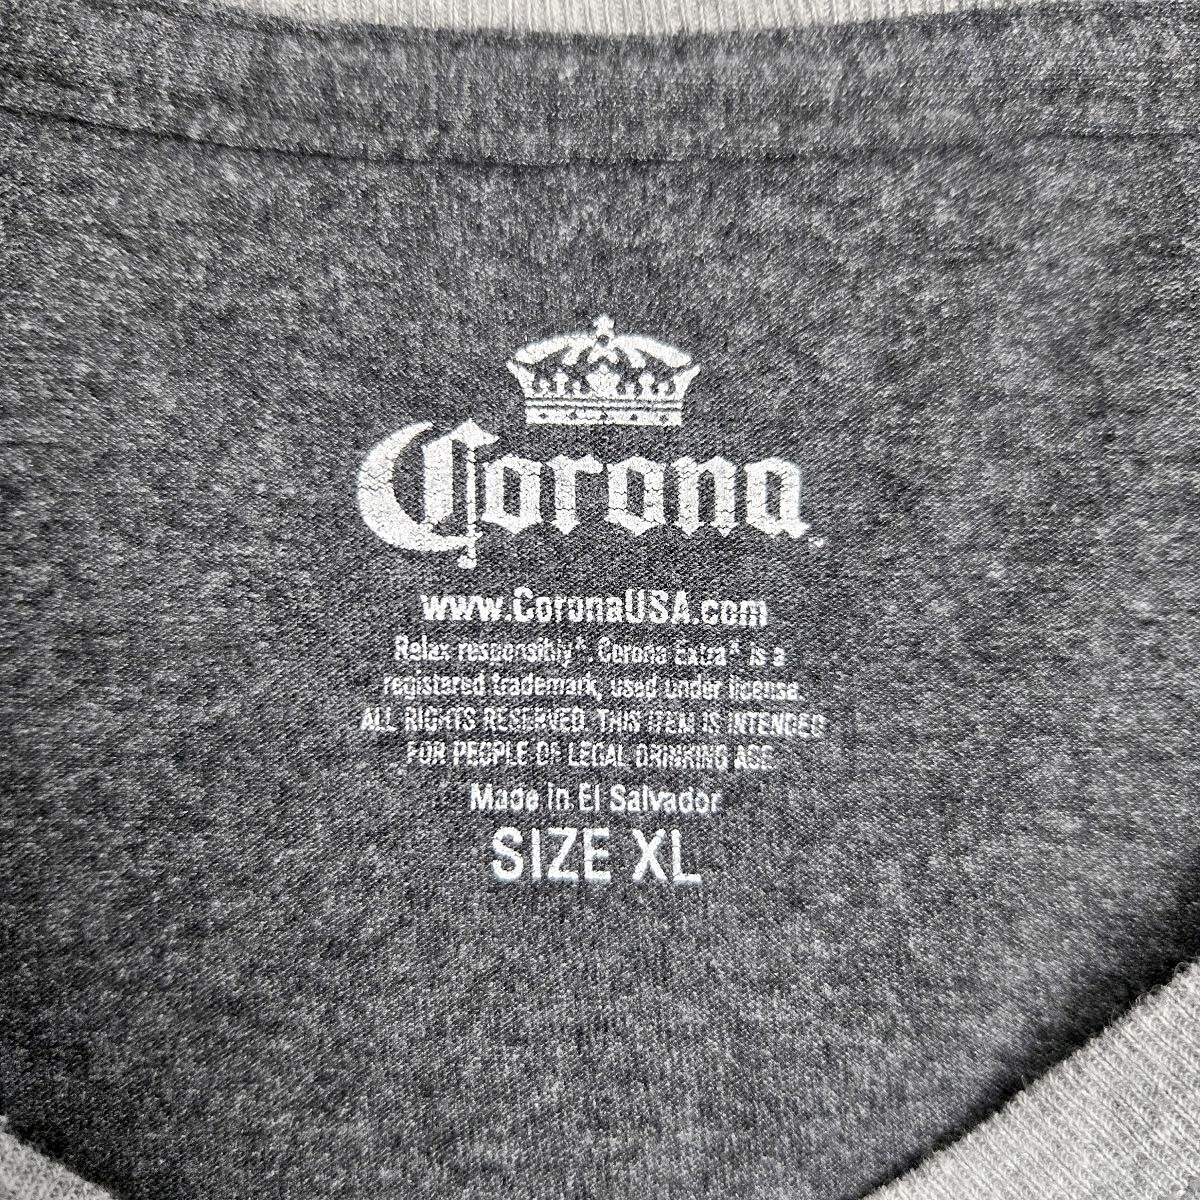 Corona
www.CoronaUSA.com
Relax responsibly^. Corona Extra^ is a
registered trademark, used under license.
ALL RIGHTS RESERVED. THIS ITEM IS INTENDED
FOR PEOPLE OF LEGAL DRINKING AGE.
Made in El Salvador
SIZE XL